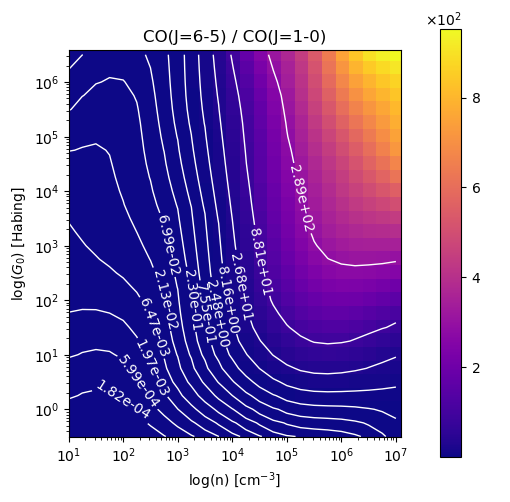 CO(J=6-5) / CO(J=1-0)
×10²
10⁶
10⁵
10⁴
10³
10²
10¹
10⁰
log(G₀) [Habing]
2.89e+02
8.81e+01
2.68e+01
8.16e+00
2.48e+00
2.30e-01
6.99e-02
2.13e-02
6.47e-03
1.97e-03
5.99e-04
1.82e-04
10¹ 10² 10³ 10⁴ 10⁵ 10⁶ 10⁷
log(n) [cm⁻³]
8
6
4
2